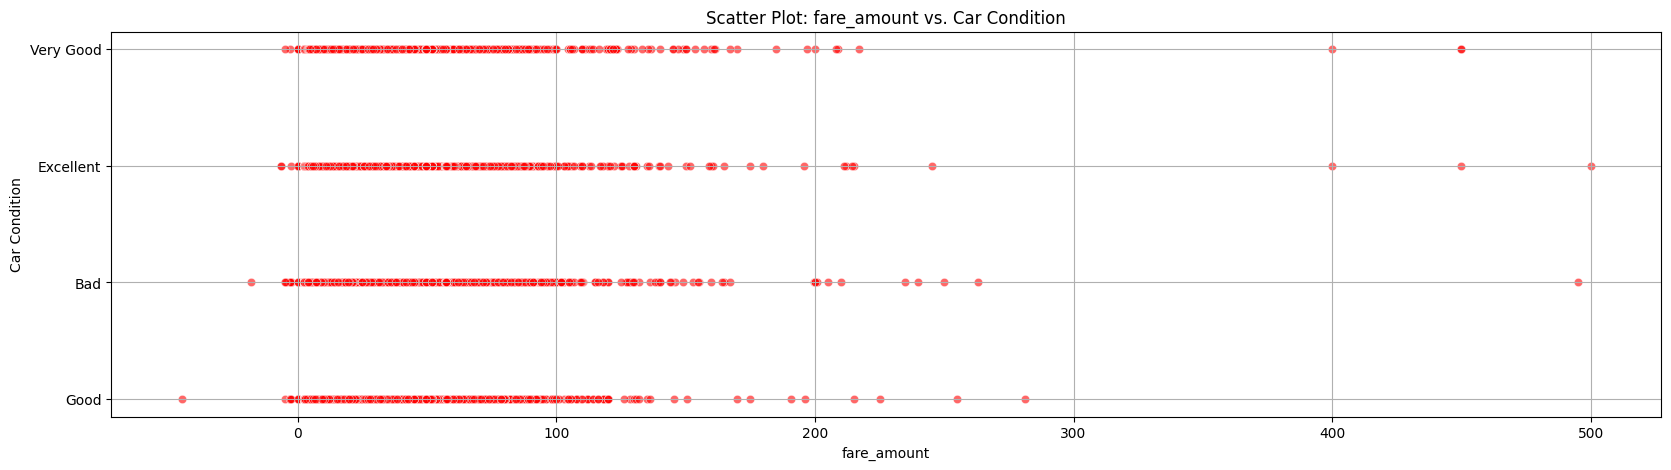 Scatter Plot: fare_amount vs. Car Condition
Very Good
Excellent
Bad
Good
Car Condition
0 100 200 300 400 500
fare_amount